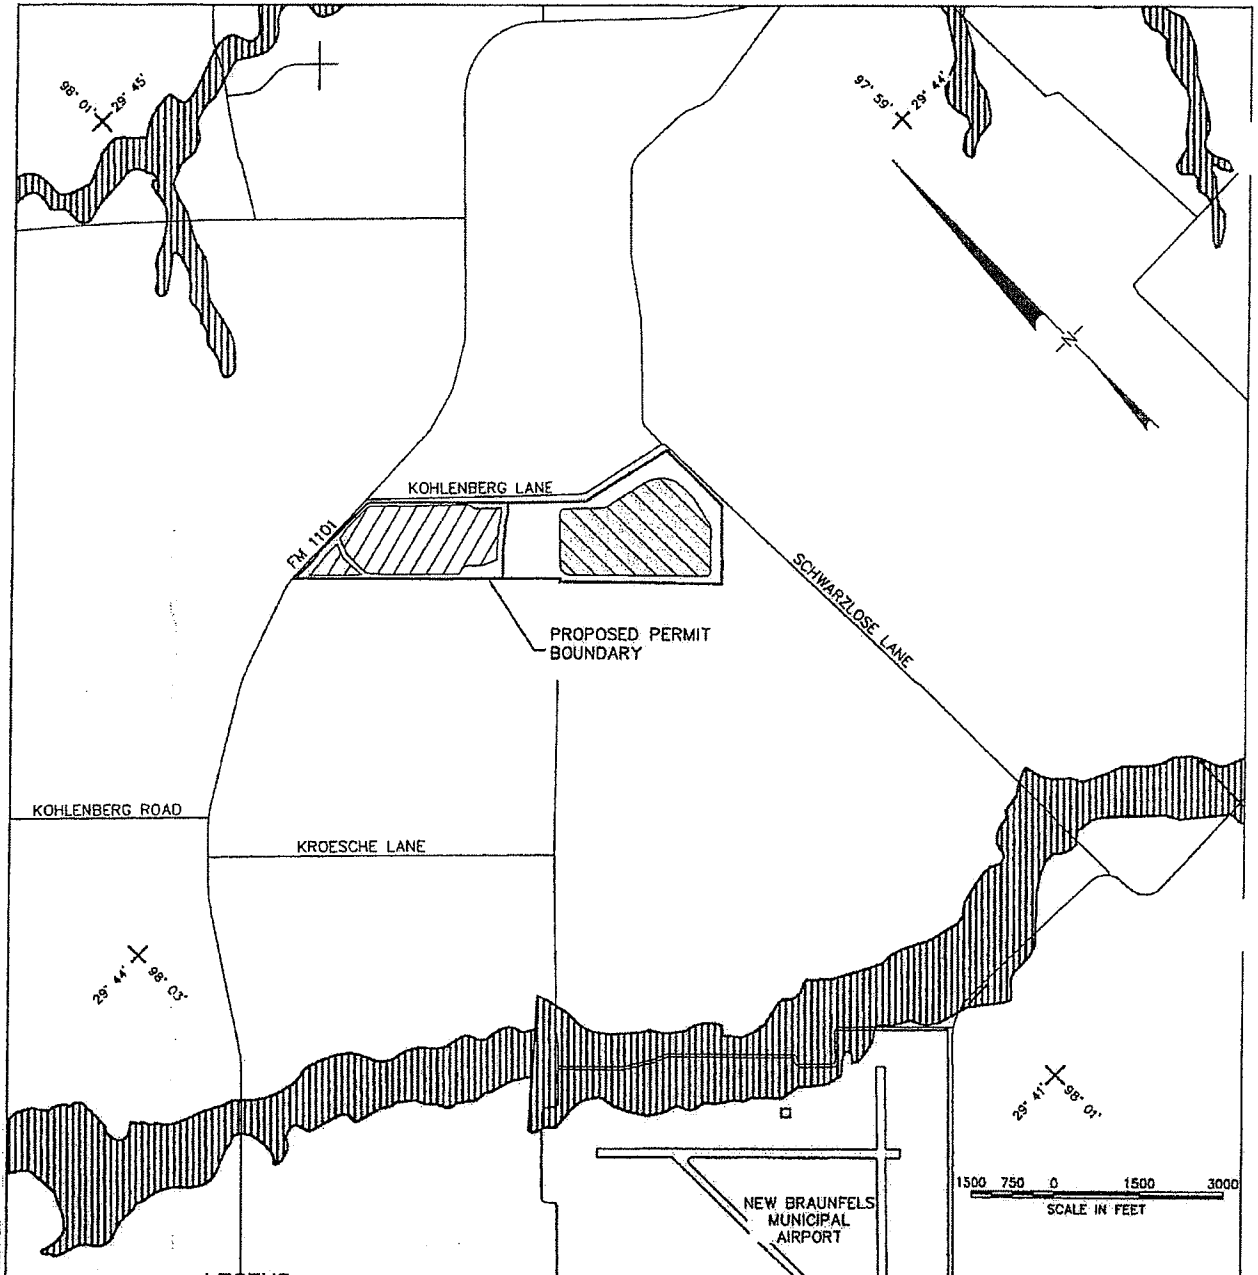 98° 01'
29° 45'
97° 59'
29° 44'
N
KOHLENBERG LANE
FM 1101
SCHWARZLOSE LANE
PROPOSED PERMIT
BOUNDARY
KOHLENBERG ROAD
KROESCHE LANE
29° 44'
98° 03'
29° 41'
98° 01'
1500 750 0 1500 3000
SCALE IN FEET
NEW BRAUNFELS
MUNICIPAL
AIRPORT